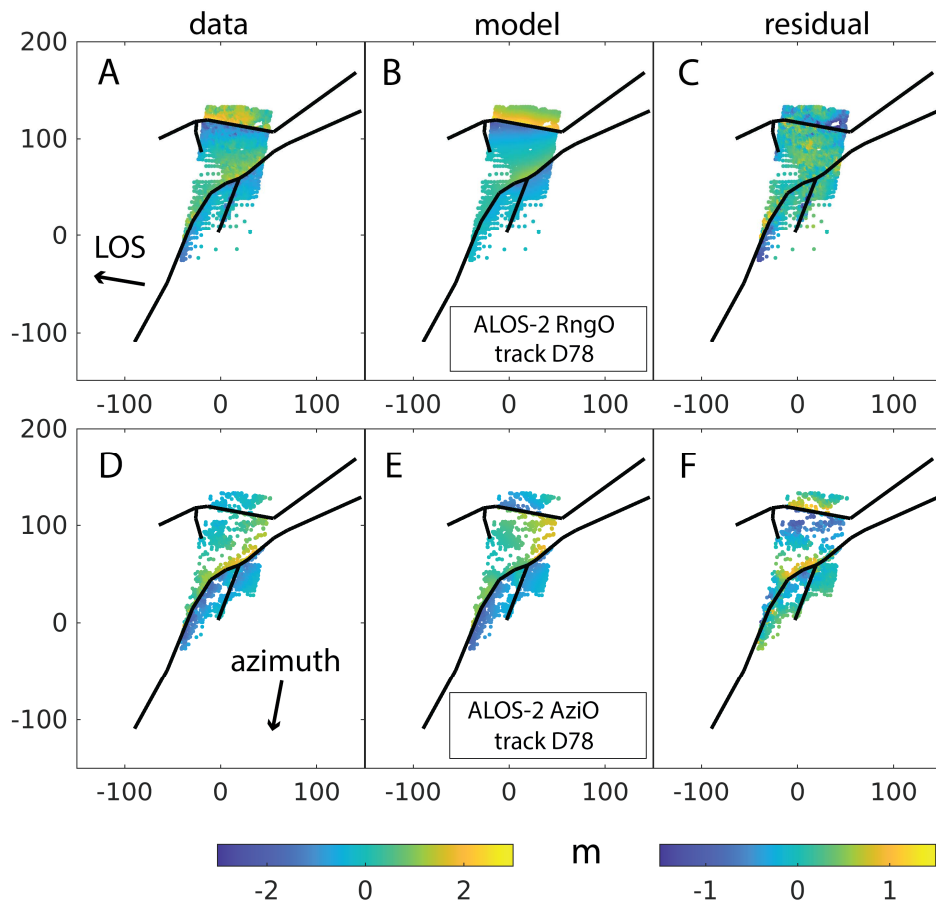 data model residual
200
A B C
100
0
LOS
-100
ALOS-2 RngO
track D78
-100 0 100 -100 0 100 -100 0 100
200
D E F
100
0
azimuth
-100
ALOS-2 AziO
track D78
-100 0 100 -100 0 100 -100 0 100
m
-2 0 2 -1 0 1